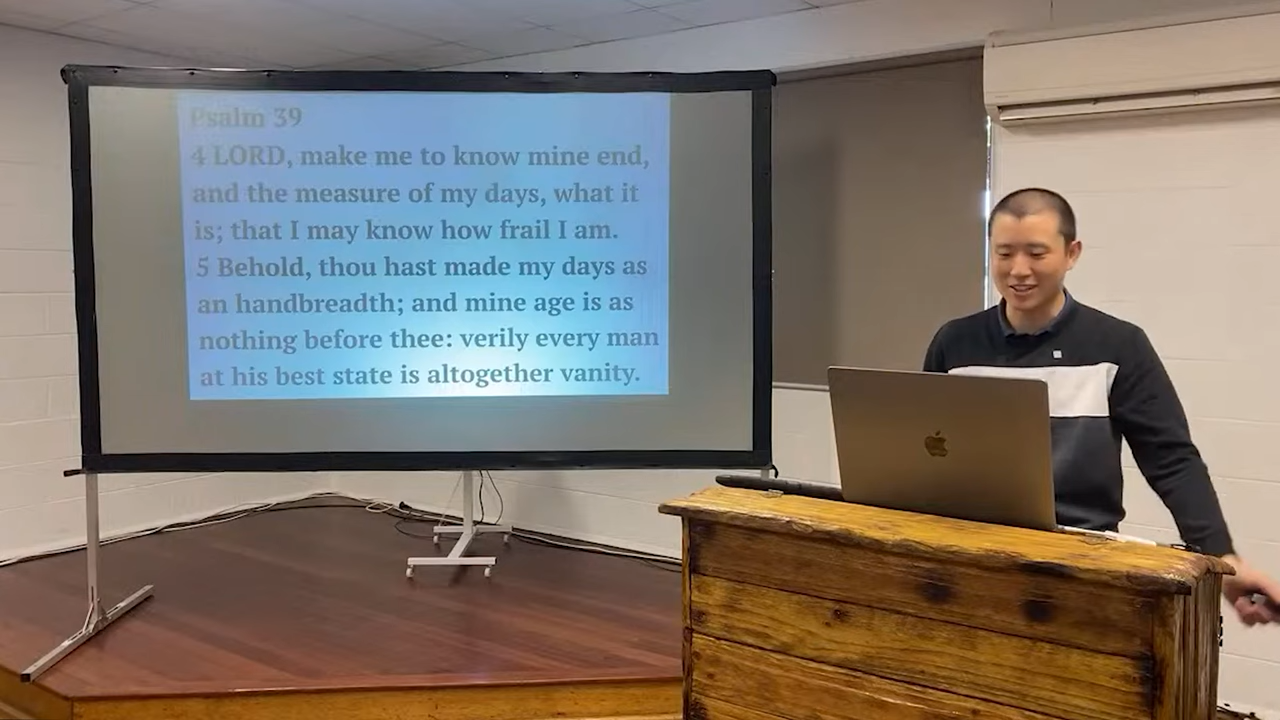 Psalm 39
4 LORD, make me to know mine end,
and the measure of my days, what it
is; that I may know how frail I am.
5 Behold, thou hast made my days as
an handbreadth; and mine age is as
nothing before thee: verily every man
at his best state is altogether vanity.